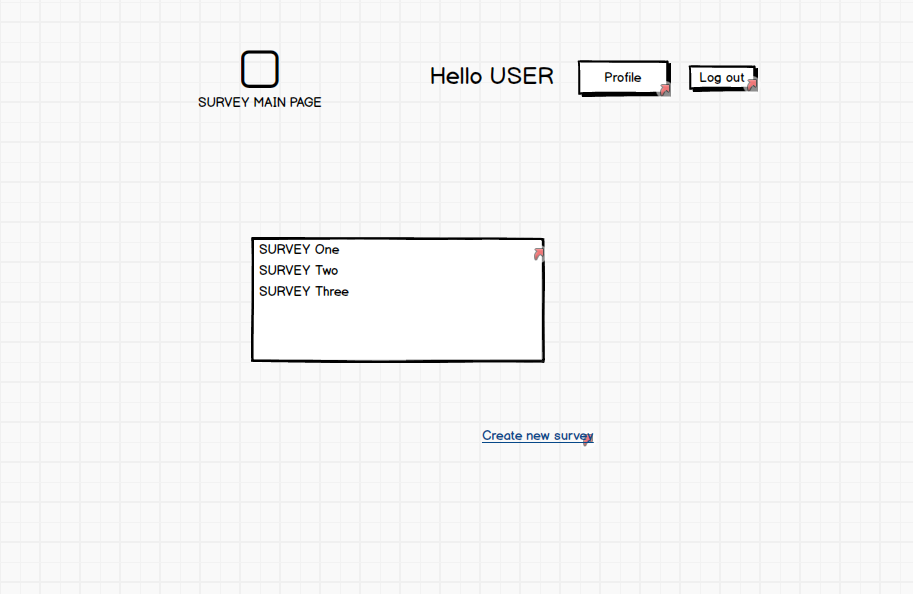 Hello USER
Profile
Log out
SURVEY MAIN PAGE
SURVEY One
SURVEY Two
SURVEY Three
Create new survey